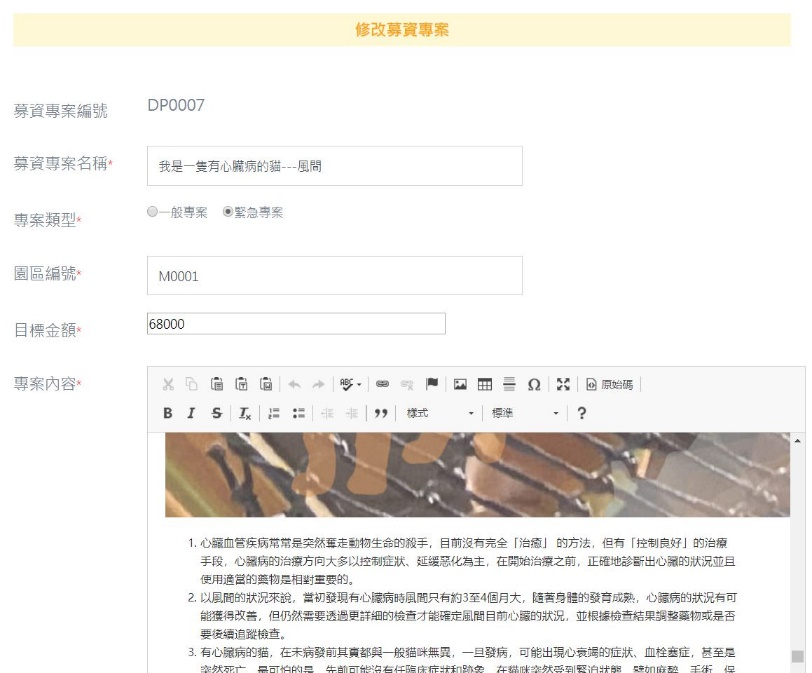 修改募資專案
募資專案編號 DP0007
募資專案名稱* 我是一隻有心臟病的貓---風間
專案類型* 一般專案 緊急專案
園區編號* M0001
目標金額* 68000
專案內容*
ABC Ω 原始碼
B I S Tx 樣式 標準 ?
1. 心臟血管疾病常常是突然奪走動物生命的殺手，目前沒有完全「治癒」 的方法，但有「控制良好」的治療
手段，心臟病的治療方向大多以控制症狀、延緩惡化為主，在開始治療之前，正確地診斷出心臟的狀況並且
使用適當的藥物是相對重要的。
2. 以風間的狀況來說，當初發現有心臟病時風間只有約3至4個月大，隨著身體的發育成熟，心臟病的狀況有可
能獲得改善，但仍然需要透過更詳細的檢查才能確定風間目前心臟的狀況，並根據檢查結果調整藥物或是否
要後續追蹤檢查。
3. 有心臟病的貓，在未病發前其實都與一般貓咪無異，一旦發病，可能出現心衰竭的症狀、血栓塞症，甚至是
突然死亡，最可怕的是，先前可能沒有任何臨床症狀和跡象，在貓咪突然受到緊迫狀態，譬如麻醉、手術、保